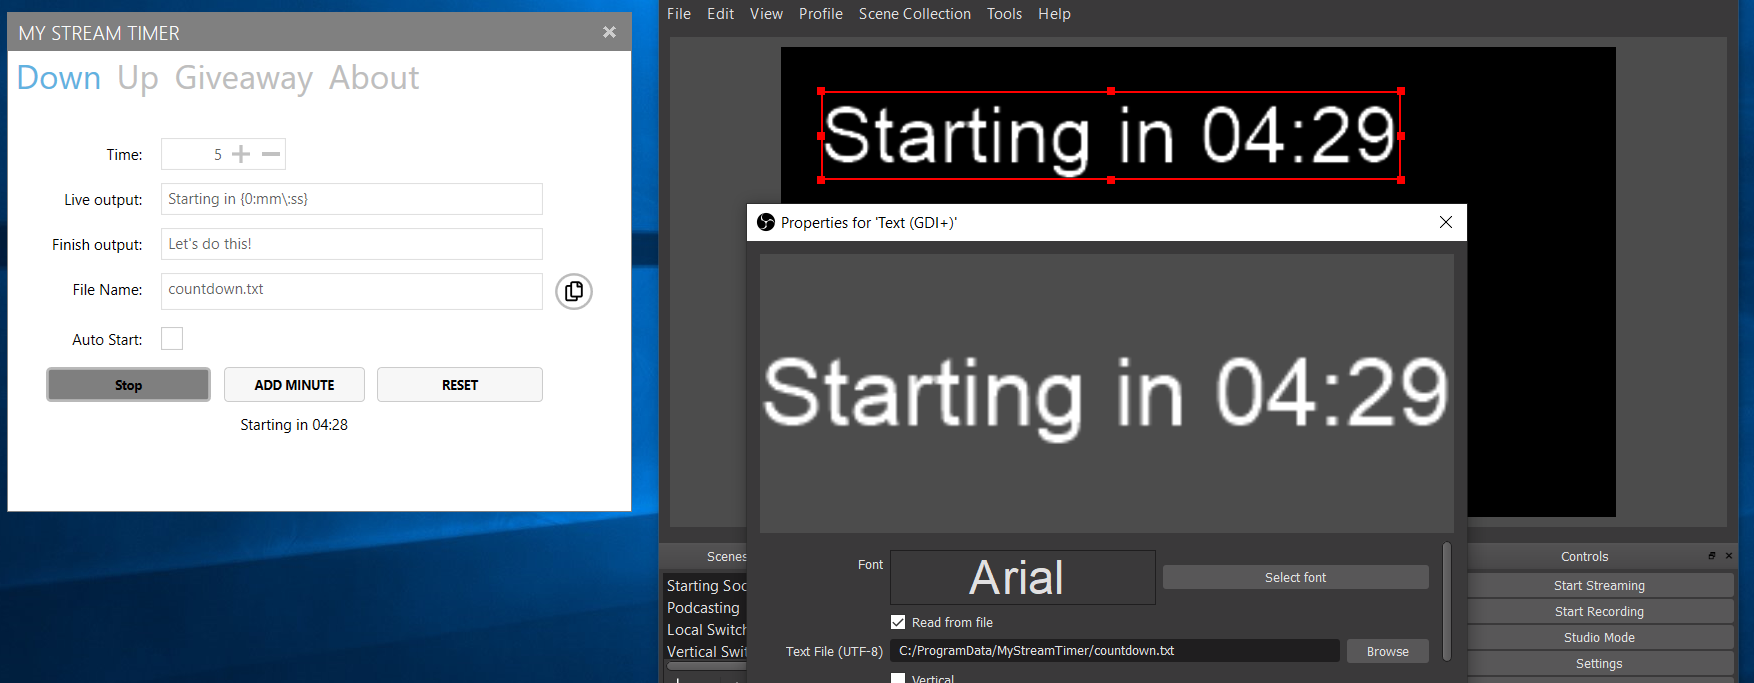 MY STREAM TIMER
Down Up Giveaway About
Time: 5
Live output: Starting in {0:mm\:ss}
Finish output: Let's do this!
File Name: countdown.txt
Auto Start:
Stop ADD MINUTE RESET
Starting in 04:28
File Edit View Profile Scene Collection Tools Help
Starting in 04:29
Properties for 'Text (GDI+)'
Starting in 04:29
Font Arial Select font
Read from file
Text File (UTF-8) C:/ProgramData/MyStreamTimer/countdown.txt Browse
Vertical
Scenes
Starting Soo
Podcasting
Local Switch
Vertical Swit
Controls
Start Streaming
Start Recording
Studio Mode
Settings